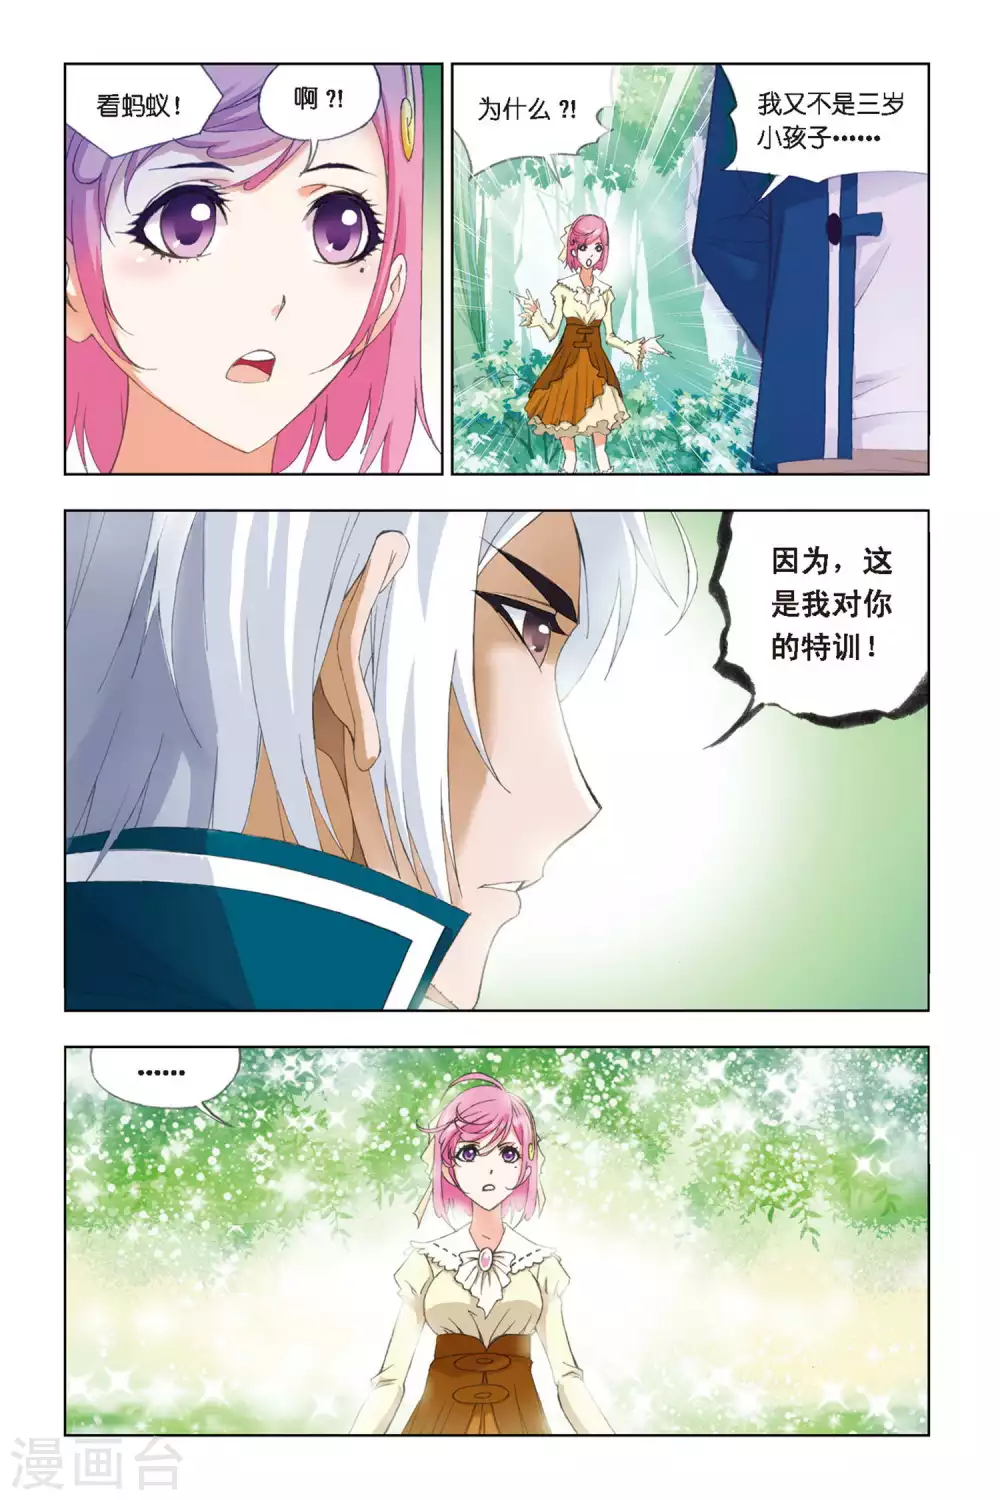 看蚂蚁！
啊？！
为什么？！
我又不是三岁
小孩子……
因为，这
是我对你
的特训！
……
漫画台